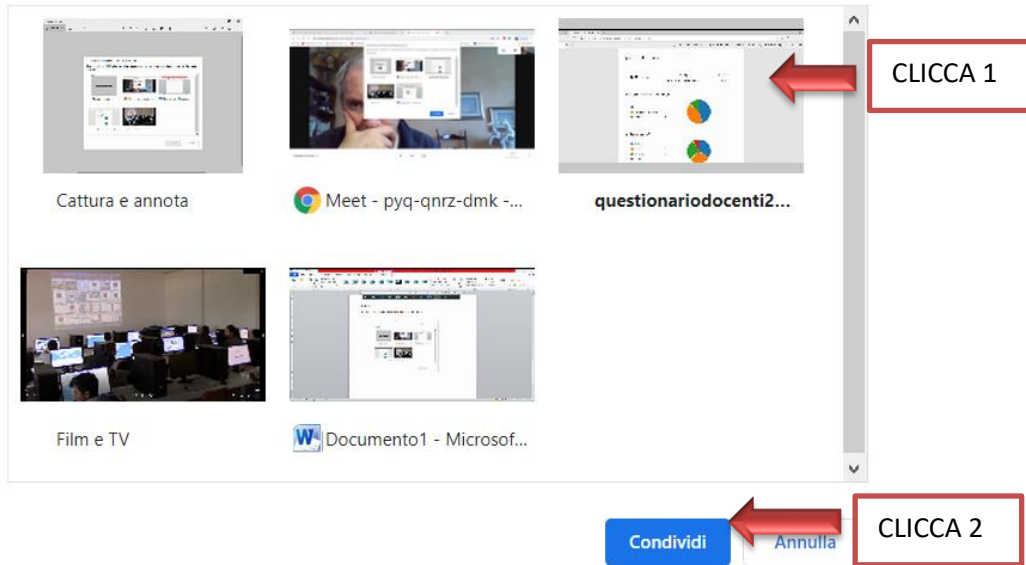 CLICCA 1
Cattura e annota
Meet - pyq-qnrz-dmk -...
questionariodocenti2...
Film e TV
Documento1 - Microsof...
Condividi
Annulla
CLICCA 2